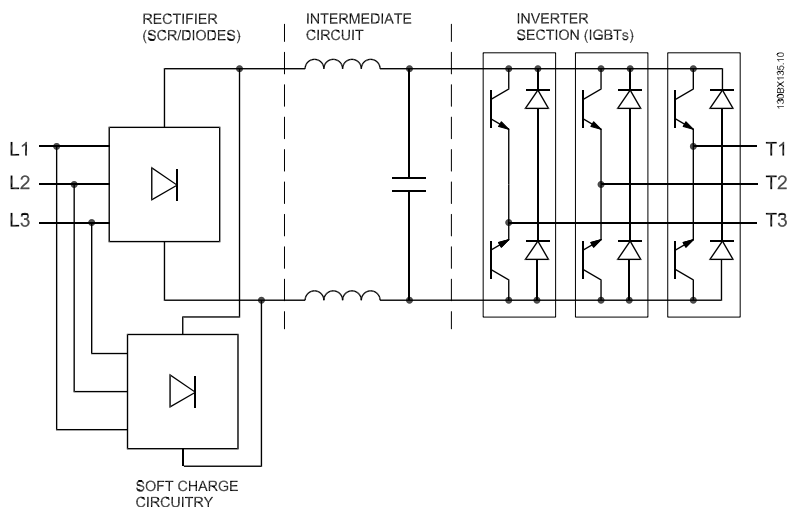 RECTIFIER
(SCR/DIODES)
INTERMEDIATE
CIRCUIT
INVERTER
SECTION (IGBTs)
130BX135.10
L1
L2
L3
T1
T2
T3
SOFT CHARGE
CIRCUITRY